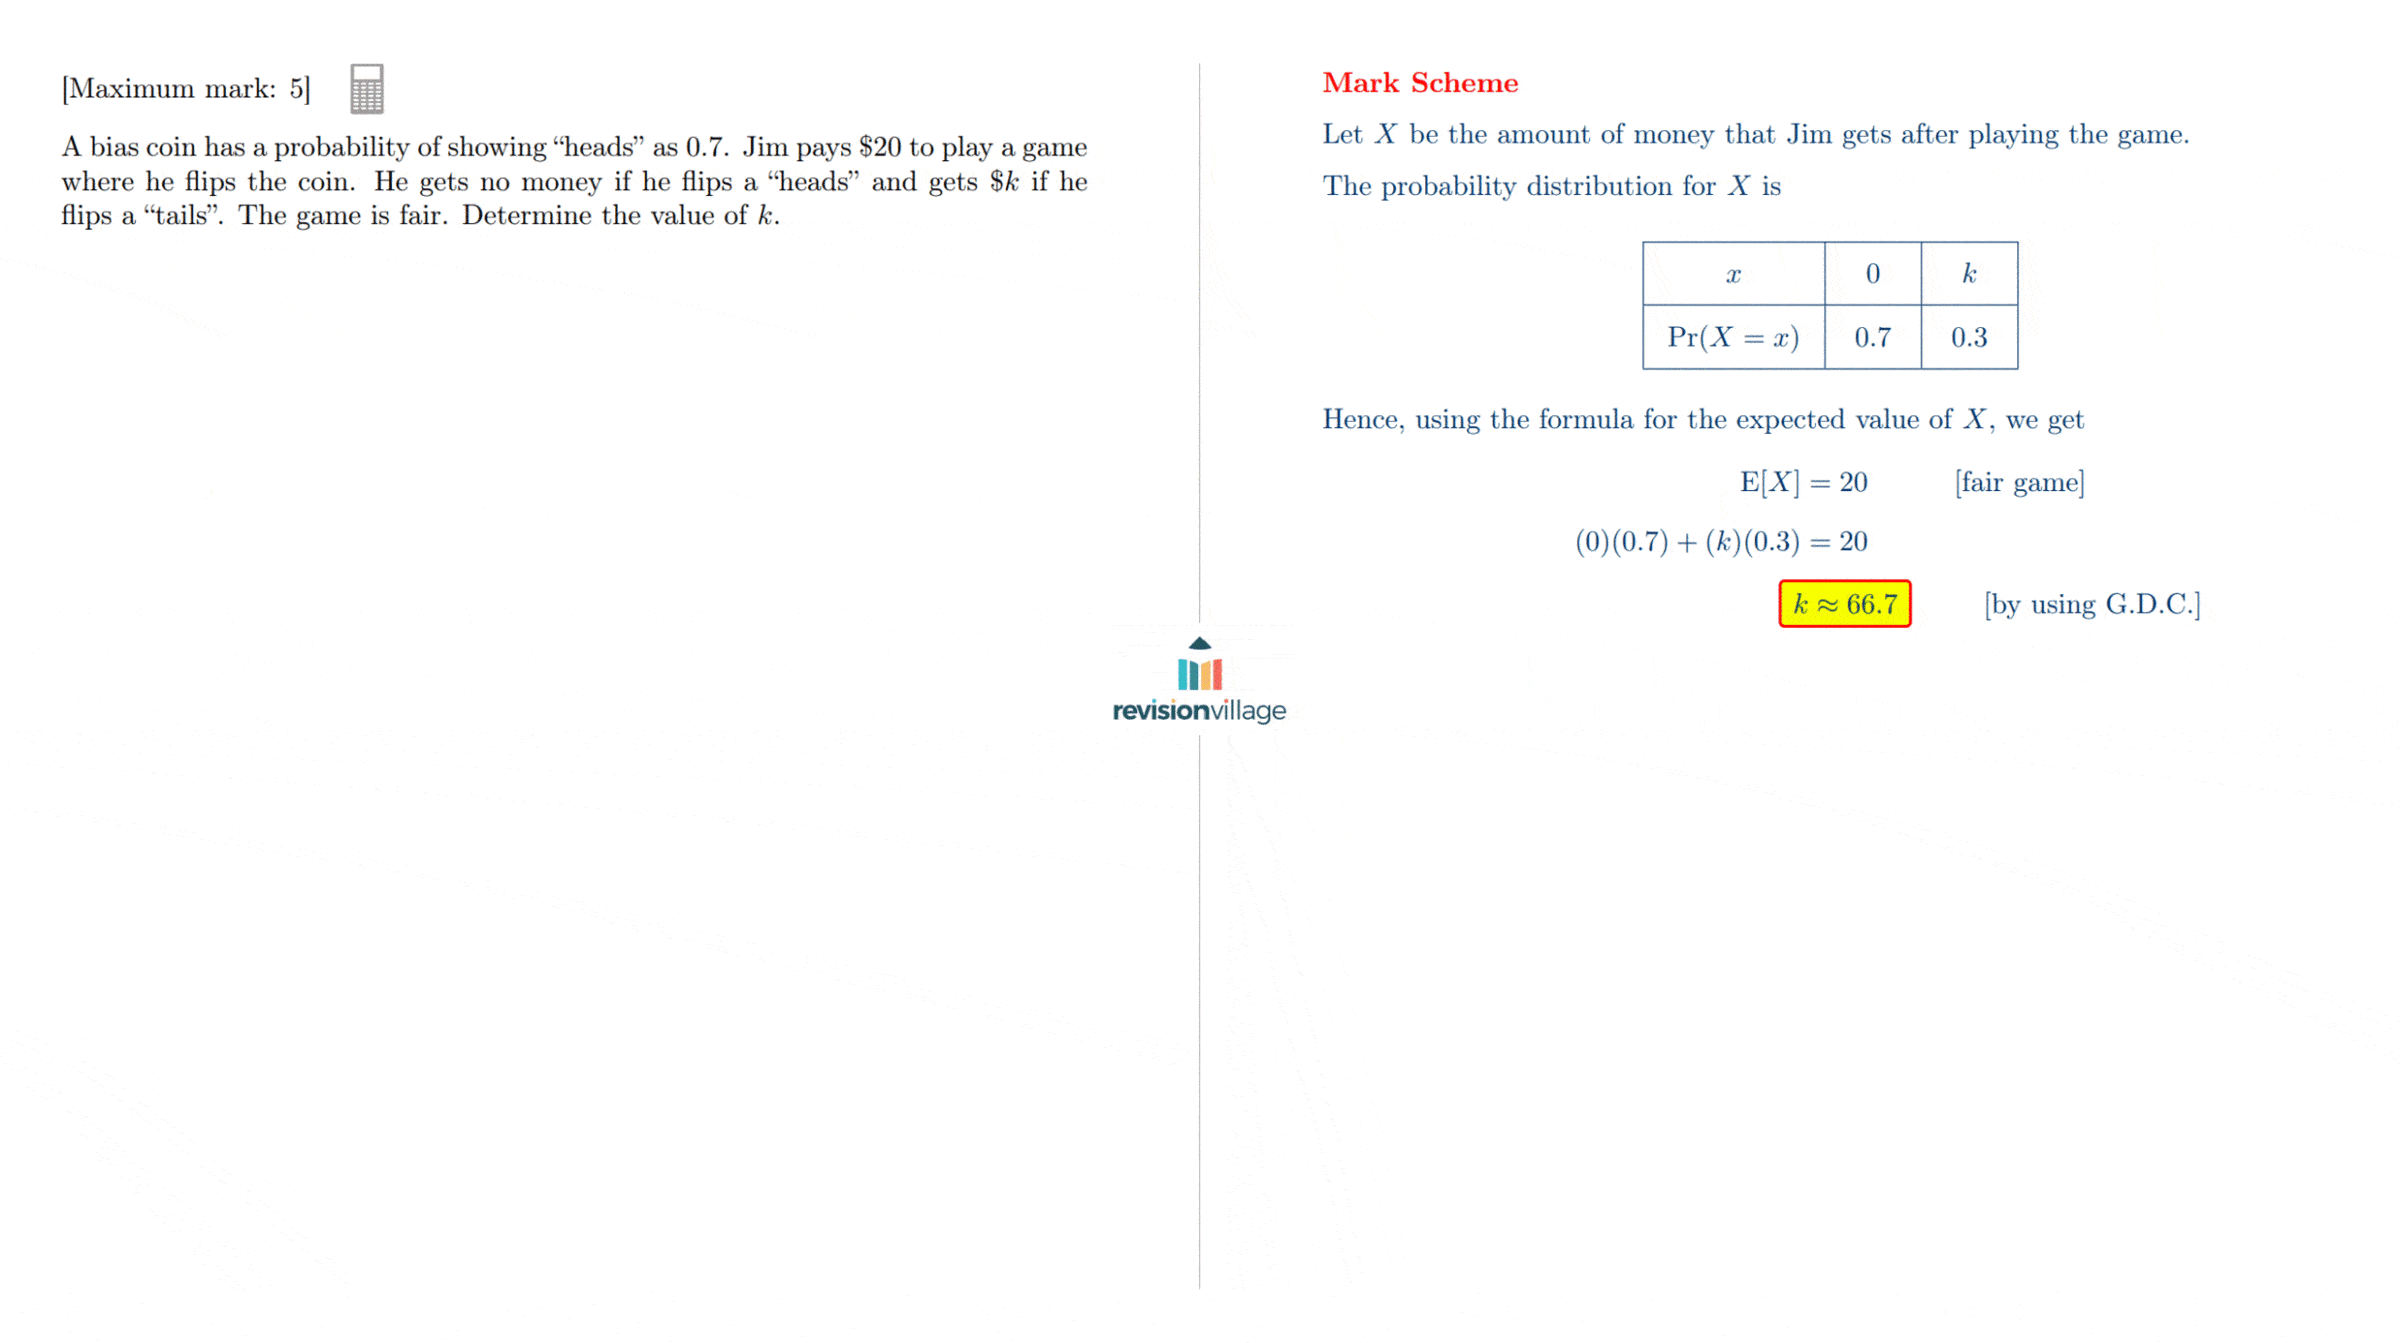 [Maximum mark: 5]
A bias coin has a probability of showing “heads” as 0.7. Jim pays $20 to play a game
where he flips the coin. He gets no money if he flips a “heads” and gets $k if he
flips a “tails”. The game is fair. Determine the value of k.
Mark Scheme
Let X be the amount of money that Jim gets after playing the game.
The probability distribution for X is
x 0 k
Pr(X = x) 0.7 0.3
Hence, using the formula for the expected value of X, we get
E[X] = 20 [fair game]
(0)(0.7) + (k)(0.3) = 20
k ≈ 66.7 [by using G.D.C.]
revisionvillage